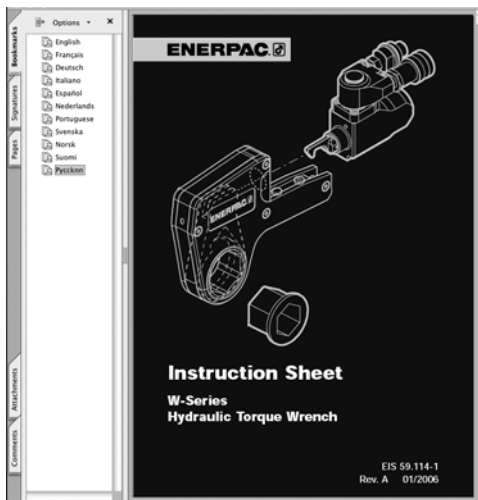 Options
Bookmarks
Signatures
Pages
Attachments
Comments
English
Français
Deutsch
Italiano
Español
Nederlands
Portuguese
Svenska
Norsk
Suomi
Pyccknn
ENERPAC.
ENERPAC.
Instruction Sheet
W-Series
Hydraulic Torque Wrench
EIS 59.114-1
Rev. A 01/2006